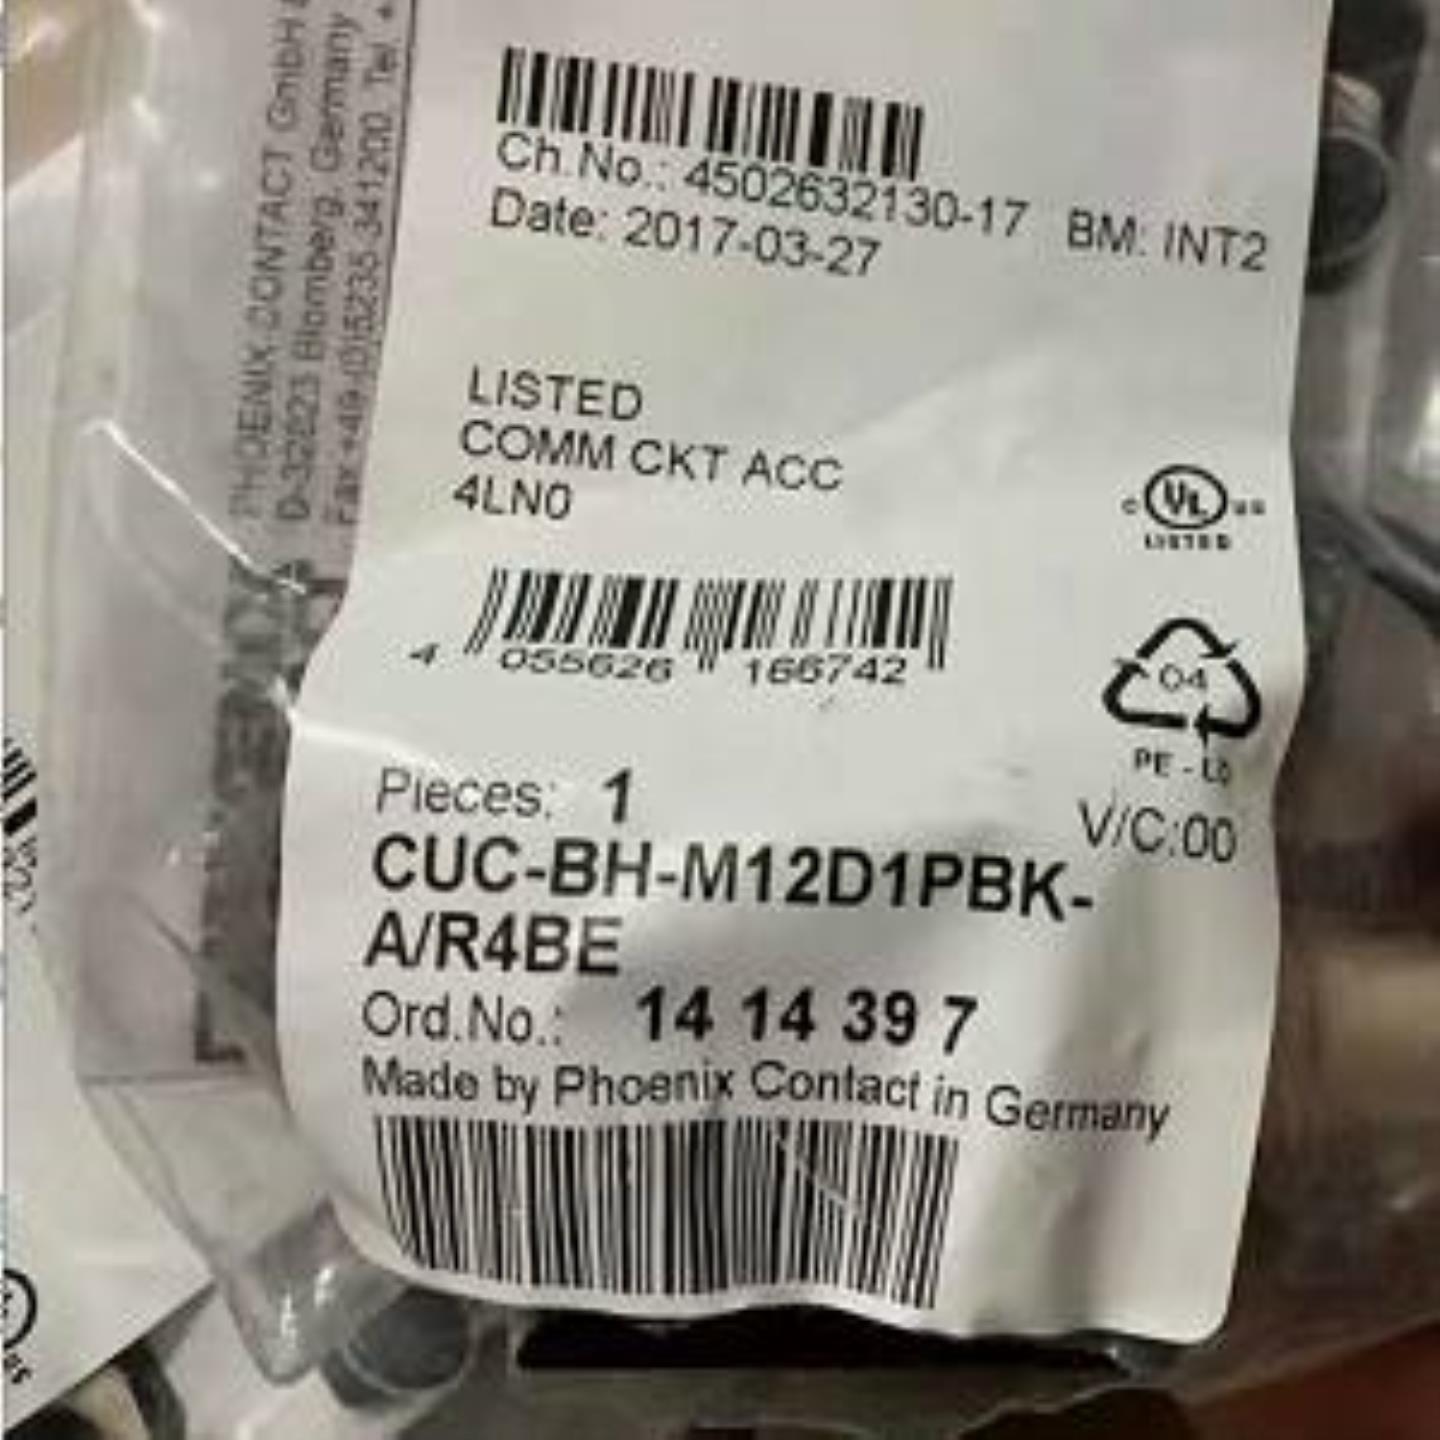 PHOENIX CONTACT GmbH &
D-32823 Blomberg, Germany
Fax +49-(0)5235-341200, Tel. +
Ch.No.: 4502632130-17 BM: INT2
Date: 2017-03-27
LISTED
COMM CKT ACC
4LN0
C UL US
LISTED
4 055626 166742
04
PE - LD
Pieces: 1
V/C:00
CUC-BH-M12D1PBK-
A/R4BE
Ord.No.: 14 14 39 7
Made by Phoenix Contact in Germany